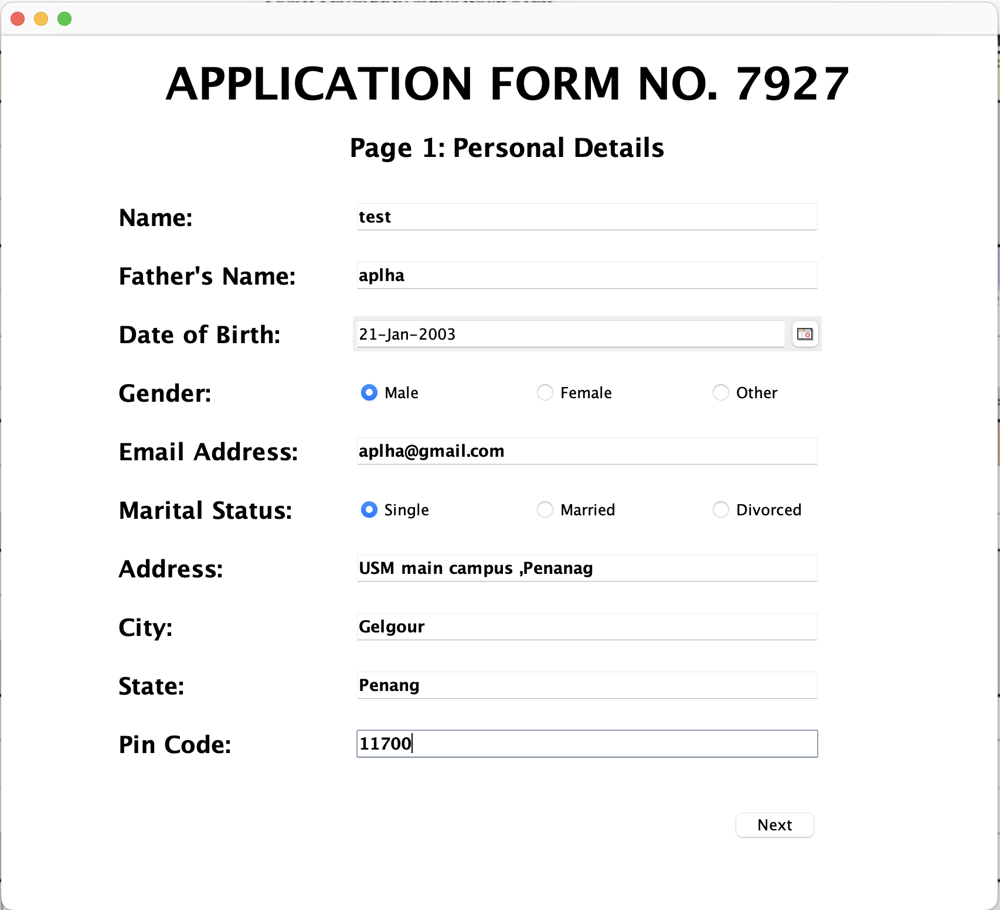 APPLICATION FORM NO. 7927
Page 1: Personal Details
Name: test
Father's Name: aplha
Date of Birth: 21-Jan-2003
Gender: Male Female Other
Email Address: aplha@gmail.com
Marital Status: Single Married Divorced
Address: USM main campus ,Penanag
City: Gelgour
State: Penang
Pin Code: 11700
Next